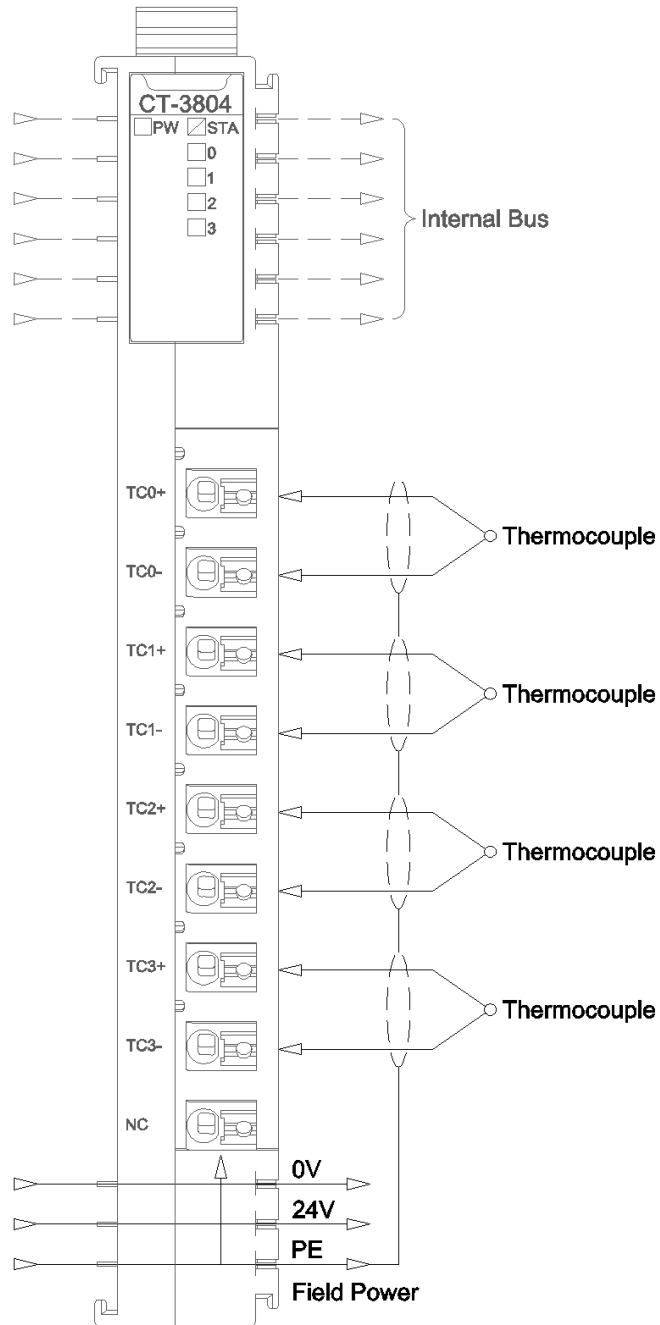 CT-3804
PW STA
0
1
2
3
Internal Bus
TC0+
Thermocouple
TC0-
TC1+
Thermocouple
TC1-
TC2+
Thermocouple
TC2-
TC3+
Thermocouple
TC3-
NC
0V
24V
PE
Field Power